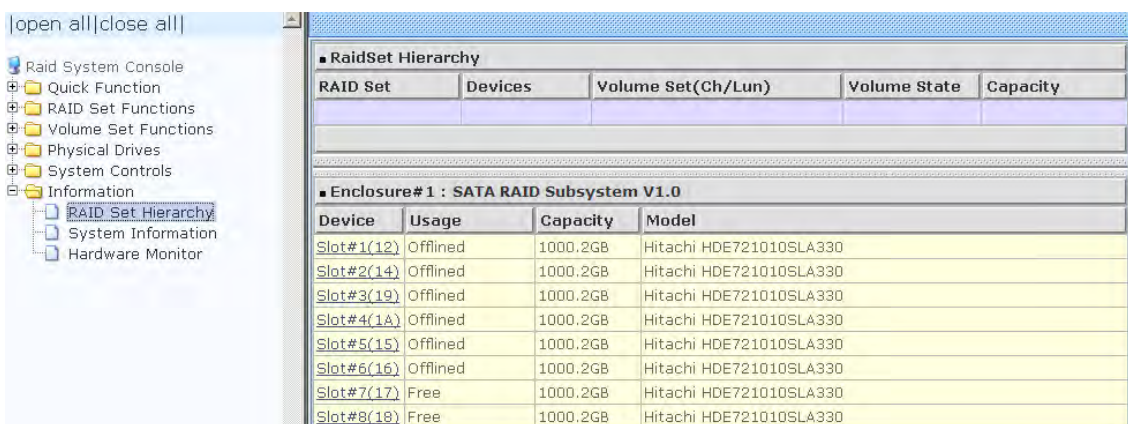 |open all|close all|
Raid System Console
Quick Function
RAID Set Functions
Volume Set Functions
Physical Drives
System Controls
Information
RAID Set Hierarchy
System Information
Hardware Monitor
RaidSet Hierarchy
RAID Set Devices Volume Set(Ch/Lun) Volume State Capacity
Enclosure#1 : SATA RAID Subsystem V1.0
Device Usage Capacity Model
Slot#1(12) Offlined 1000.2GB Hitachi HDE721010SLA330
Slot#2(14) Offlined 1000.2GB Hitachi HDE721010SLA330
Slot#3(19) Offlined 1000.2GB Hitachi HDE721010SLA330
Slot#4(1A) Offlined 1000.2GB Hitachi HDE721010SLA330
Slot#5(15) Offlined 1000.2GB Hitachi HDE721010SLA330
Slot#6(16) Offlined 1000.2GB Hitachi HDE721010SLA330
Slot#7(17) Free 1000.2GB Hitachi HDE721010SLA330
Slot#8(18) Free 1000.2GB Hitachi HDE721010SLA330